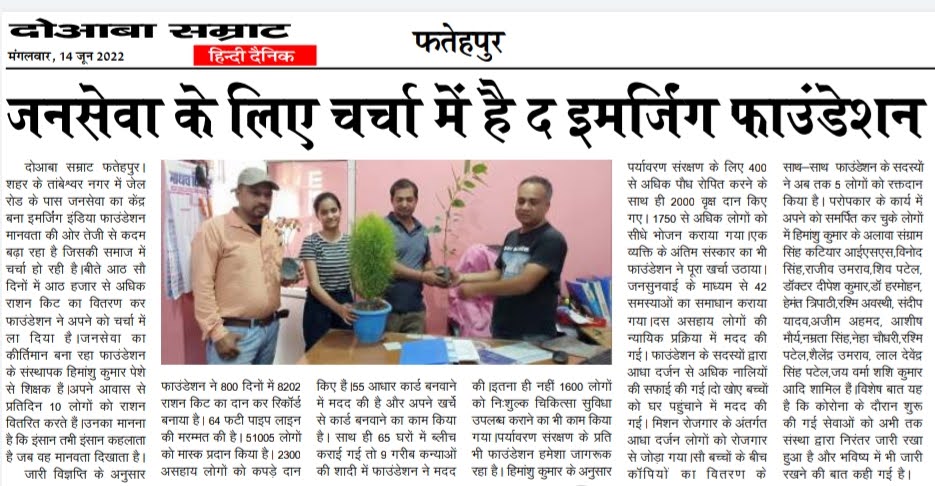 दोआबा सम्राट
मंगलवार, 14 जून 2022
हिन्दी दैनिक
फतेहपुर
जनसेवा के लिए चर्चा में है द इमर्जिंग फाउंडेशन
दोआबा सम्राट फतेहपुर।
शहर के तांबेश्वर नगर में जेल
रोड के पास जनसेवा का केंद्र
बना इमर्जिंग इंडिया फाउंडेशन
मानवता की ओर तेजी से कदम
बढ़ा रहा है जिसकी समाज में
चर्चा हो रही है।बीते आठ सौ
दिनों में आठ हजार से अधिक
राशन किट का वितरण कर
फाउंडेशन ने अपने को चर्चा में
ला दिया है।जनसेवा का
कीर्तिमान बना रहा फाउंडेशन
के संस्थापक हिमांशु कुमार पेशे
से शिक्षक है।अपने आवास से
प्रतिदिन 10 लोगों को राशन
वितरित करते हैं।उनका मानना
है कि इंसान तभी इंसान कहलाता
है जब वह मानवता दिखाता है।
जारी विज्ञप्ति के अनुसार
फाउंडेशन ने 800 दिनों में 8202
राशन किट का दान कर रिकॉर्ड
बनाया है। 64 फटी पाइप लाइन
की मरम्मत की है। 51005 लोगों
को मास्क प्रदान किया है। 2300
असहाय लोगों को कपड़े दान
किए है।55 आधार कार्ड बनवाने
में मदद की है और अपने खर्चे
से कार्ड बनवाने का काम किया
है। साथ ही 65 घरों में ब्लीच
कराई गई तो 9 गरीब कन्याओं
की शादी में फाउंडेशन ने मदद
की।इतना ही नहीं 1600 लोगों
को नि:शुल्क चिकित्सा सुविधा
उपलब्ध कराने का भी काम किया
गया।पर्यावरण संरक्षण के प्रति
भी फाउंडेशन हमेशा जागरूक
रहा है। हिमांशु कुमार के अनुसार
पर्यावरण संरक्षण के लिए 400
से अधिक पौध रोपित करने के
साथ ही 2000 वृक्ष दान किए
गए। 1750 से अधिक लोगों को
सीधे भोजन कराया गया।एक
व्यक्ति के अंतिम संस्कार का भी
फाउंडेशन ने पूरा खर्चा उठाया।
जनसुनवाई के माध्यम से 42
समस्याओं का समाधान कराया
गया।दस असहाय लोगों की
न्यायिक प्रक्रिया में मदद की
गई। फाउंडेशन के सदस्यों द्वारा
आधा दर्जन से अधिक नालियों
की सफाई की गई।दो खोए बच्चों
को घर पहुंचाने में मदद की
गई। मिशन रोजगार के अंतर्गत
आधा दर्जन लोगों को रोजगार
से जोड़ा गया।सौ बच्चों के बीच
कॉपियों का वितरण के
साथ–साथ फाउंडेशन के सदस्यों
ने अब तक 5 लोगों को रक्तदान
किया है। परोपकार के कार्य में
अपने को समर्पित कर चुके लोगों
में हिमांशु कुमार के अलावा संग्राम
सिंह कटियार आईएसएस,विनोद
सिंह,राजीव उमराव,शिव पटेल,
डॉक्टर दीपेश कुमार,डॉ हरमोहन,
हेमंत त्रिपाठी,रश्मि अवस्थी, संदीप
यादव,अजीम अहमद, आशीष
मौर्य,नम्रता सिंह,नेहा चौधरी,रश्मि
पटेल,शैलेंद्र उमराव, लाल देवेंद्र
सिंह पटेल,जय वर्मा शशि कुमार
आदि शामिल हैं।विशेष बात यह
है कि कोरोना के दौरान शुरू
की गई सेवाओं को अभी तक
संस्था द्वारा निरंतर जारी रखा
हुआ है और भविष्य में भी जारी
रखने की बात कही गई है।